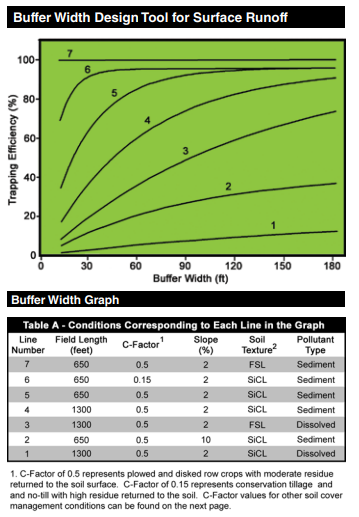 Buffer Width Design Tool for Surface Runoff
Trapping Efficiency (%)
100
80
60
40
20
0
7
6
5
4
3
2
1
0 30 60 90 120 150 180
Buffer Width (ft)
Buffer Width Graph
Table A - Conditions Corresponding to Each Line in the Graph
Line Number Field Length (feet) C-Factor1 Slope (%) Soil Texture2 Pollutant Type
7 650 0.5 2 FSL Sediment
6 650 0.15 2 SiCL Sediment
5 650 0.5 2 SiCL Sediment
4 1300 0.5 2 SiCL Sediment
3 1300 0.5 2 FSL Dissolved
2 650 0.5 10 SiCL Sediment
1 1300 0.5 2 SiCL Dissolved
1. C-Factor of 0.5 represents plowed and disked row crops with moderate residue
returned to the soil surface. C-Factor of 0.15 represents conservation tillage and
and no-till with high residue returned to the soil. C-Factor values for other soil cover
management conditions can be found on the next page.